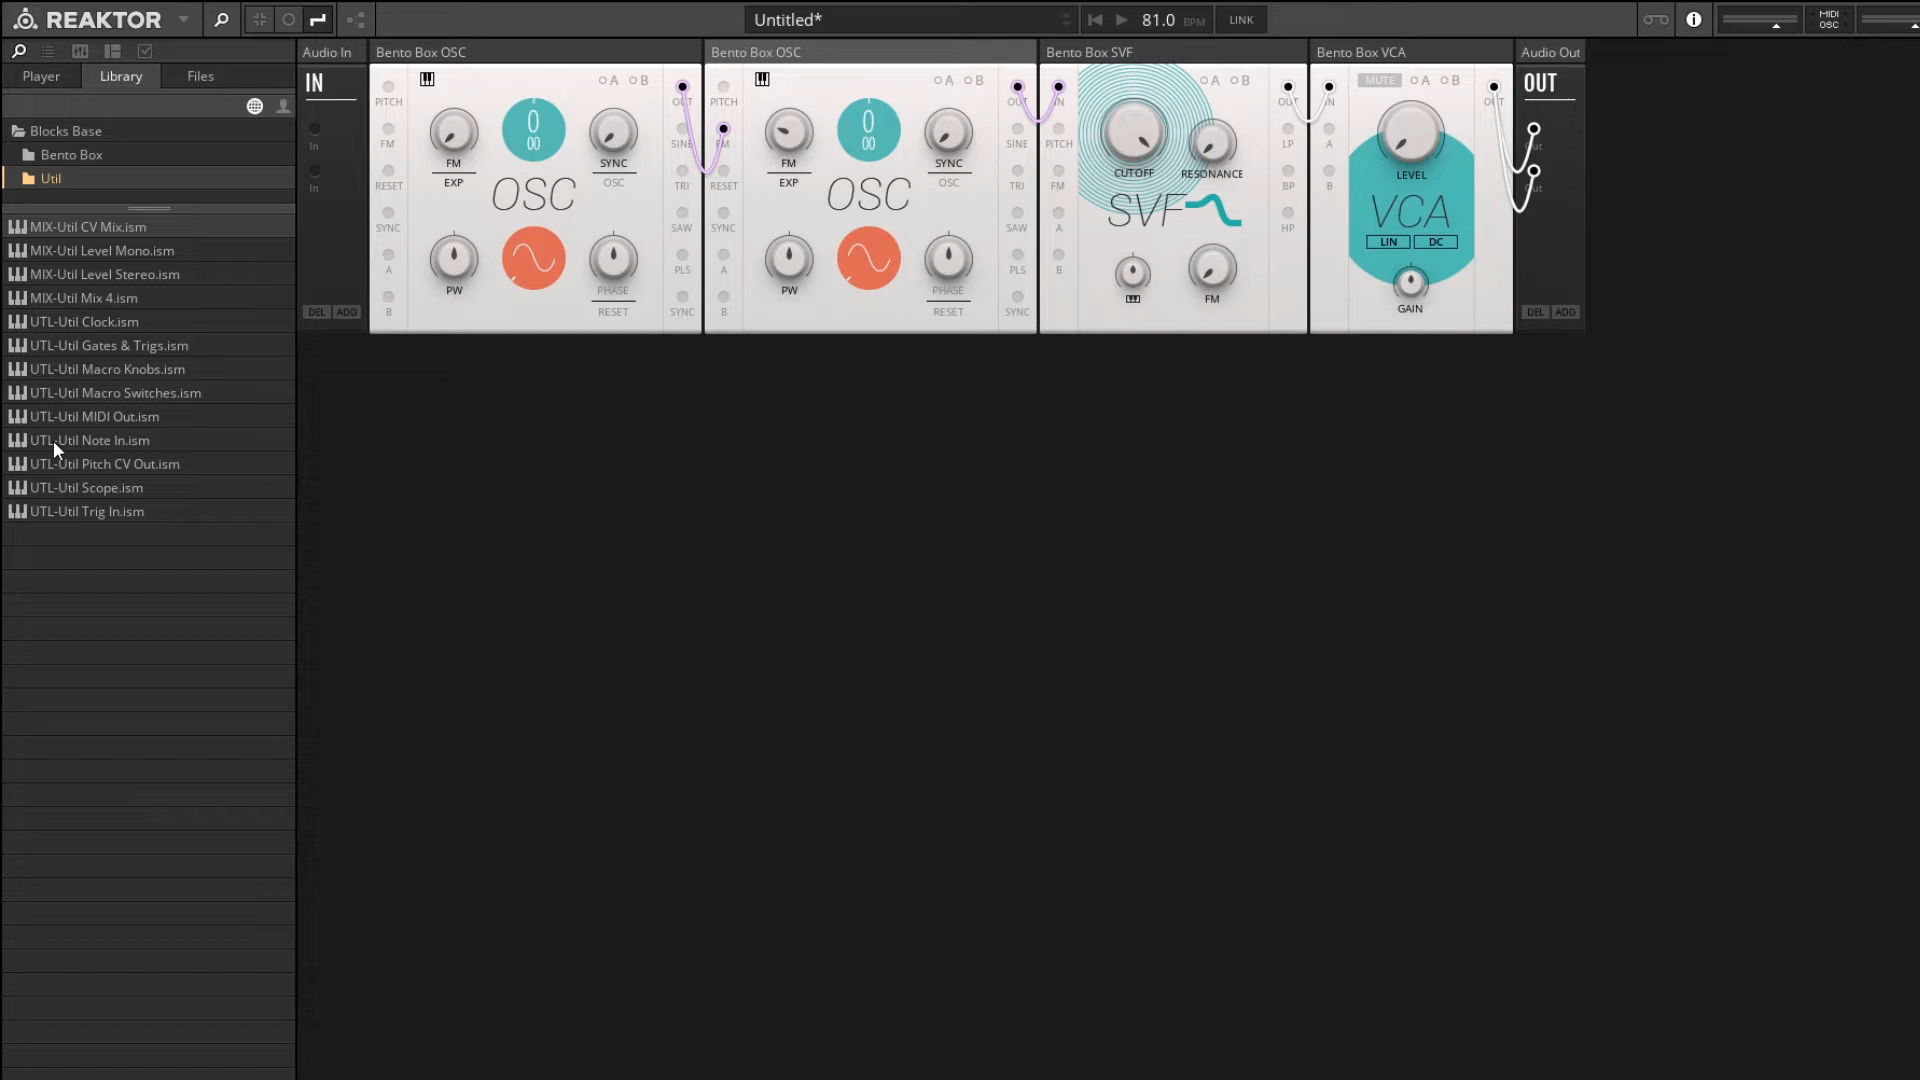 REAKTOR
Untitled*
81.0 BPM
LINK
MIDI
OSC
Player Library Files
Blocks Base
Bento Box
Util
MIX-Util CV Mix.ism
MIX-Util Level Mono.ism
MIX-Util Level Stereo.ism
MIX-Util Mix 4.ism
UTL-Util Clock.ism
UTL-Util Gates & Trigs.ism
UTL-Util Macro Knobs.ism
UTL-Util Macro Switches.ism
UTL-Util MIDI Out.ism
UTL-Util Note In.ism
UTL-Util Pitch CV Out.ism
UTL-Util Scope.ism
UTL-Util Trig In.ism
Audio In
IN
In
In
DEL ADD
Bento Box OSC
A B
PITCH
FM
RESET
SYNC
A
B
FM
EXP
0
00
SYNC
OSC
OSC
PW
PHASE
RESET
OUT
SINE
TRI
SAW
PLS
SYNC
Bento Box OSC
A B
PITCH
FM
RESET
SYNC
A
B
FM
EXP
0
00
SYNC
OSC
OSC
PW
PHASE
RESET
OUT
SINE
TRI
SAW
PLS
SYNC
Bento Box SVF
A B
IN
PITCH
FM
A
B
CUTOFF
RESONANCE
SVF
FM
OUT
LP
BP
HP
Bento Box VCA
MUTE A B
IN
A
B
LEVEL
VCA
LIN DC
GAIN
OUT
Audio Out
OUT
Out
Out
DEL ADD